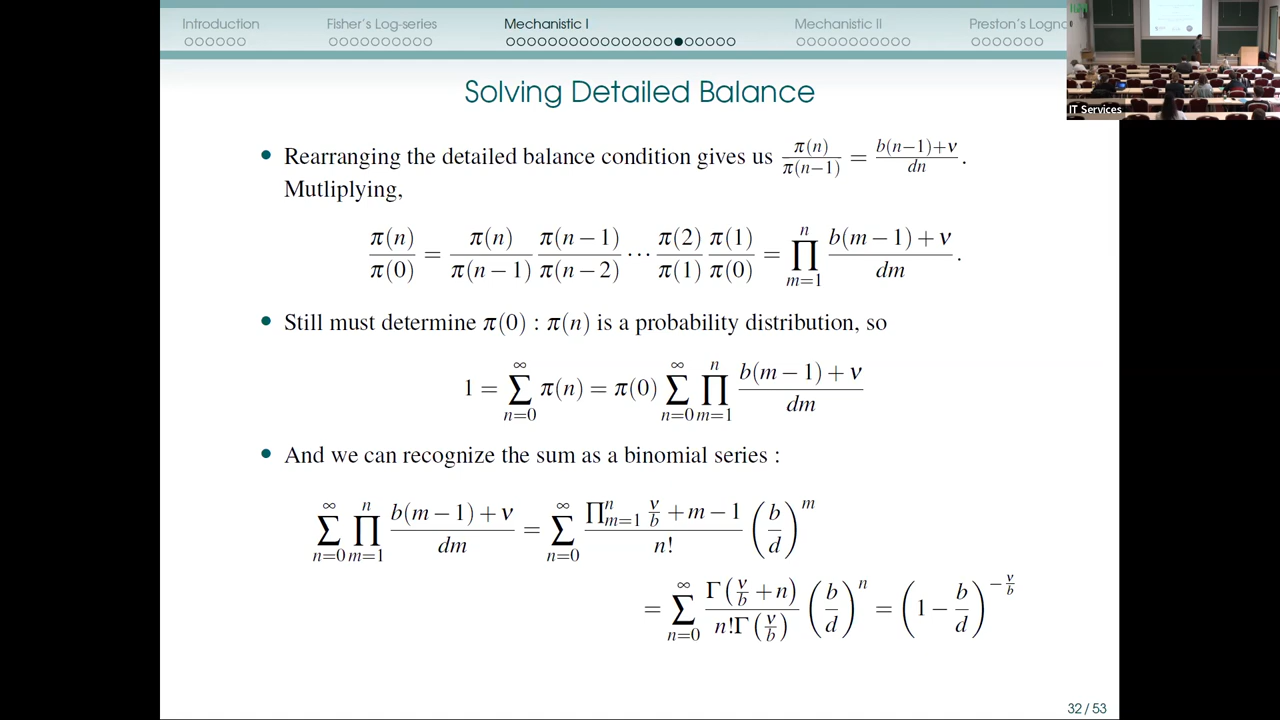 Introduction Fisher's Log-series Mechanistic I Mechanistic II Preston's Logno
IT Services
Solving Detailed Balance
• Rearranging the detailed balance condition gives us π(n)/π(n−1) = (b(n−1)+ν)/(dn).
Mutliplying,
π(n)/π(0) = π(n)/π(n−1) π(n−1)/π(n−2) ⋯ π(2)/π(1) π(1)/π(0) = ∏_{m=1}^{n} (b(m−1)+ν)/(dm).
• Still must determine π(0) : π(n) is a probability distribution, so
1 = ∑_{n=0}^{∞} π(n) = π(0) ∑_{n=0}^{∞} ∏_{m=1}^{n} (b(m−1)+ν)/(dm)
• And we can recognize the sum as a binomial series :
∑_{n=0}^{∞} ∏_{m=1}^{n} (b(m−1)+ν)/(dm) = ∑_{n=0}^{∞} (∏_{m=1}^{n} ν/b + m − 1)/(n!) (b/d)^m
= ∑_{n=0}^{∞} Γ(ν/b + n)/(n!Γ(ν/b)) (b/d)^n = (1 − b/d)^{−ν/b}
32 / 53